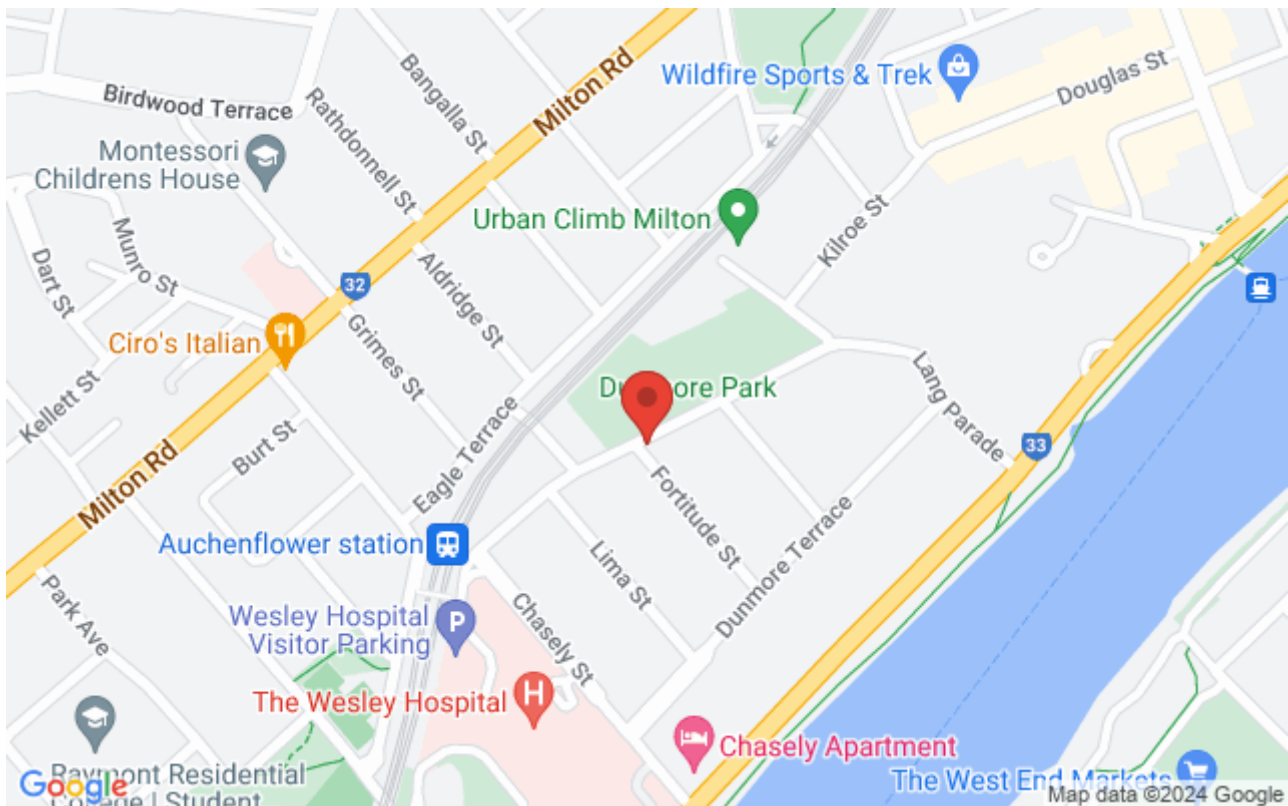 Wildfire Sports & Trek
Douglas St
Milton Rd
Bangalla St
Birdwood Terrace
Rathdonnell St
Montessori
Childrens House
Urban Climb Milton
Kilroe St
Munro St
Dart St
Aldridge St
32
Ciro's Italian
Grimes St
Lang Parade
Kellett St
Burt St
33
Eagle Terrace
Milton Rd
Fortitude St
Auchenflower station
Lima St
Dunmore Terrace
Park Ave
Wesley Hospital
Visitor Parking
P
Chasely St
The Wesley Hospital
H
Chasely Apartment
Raymont Residential
College | Student
Google
The West End Markets
Map data ©2024 Google
Park